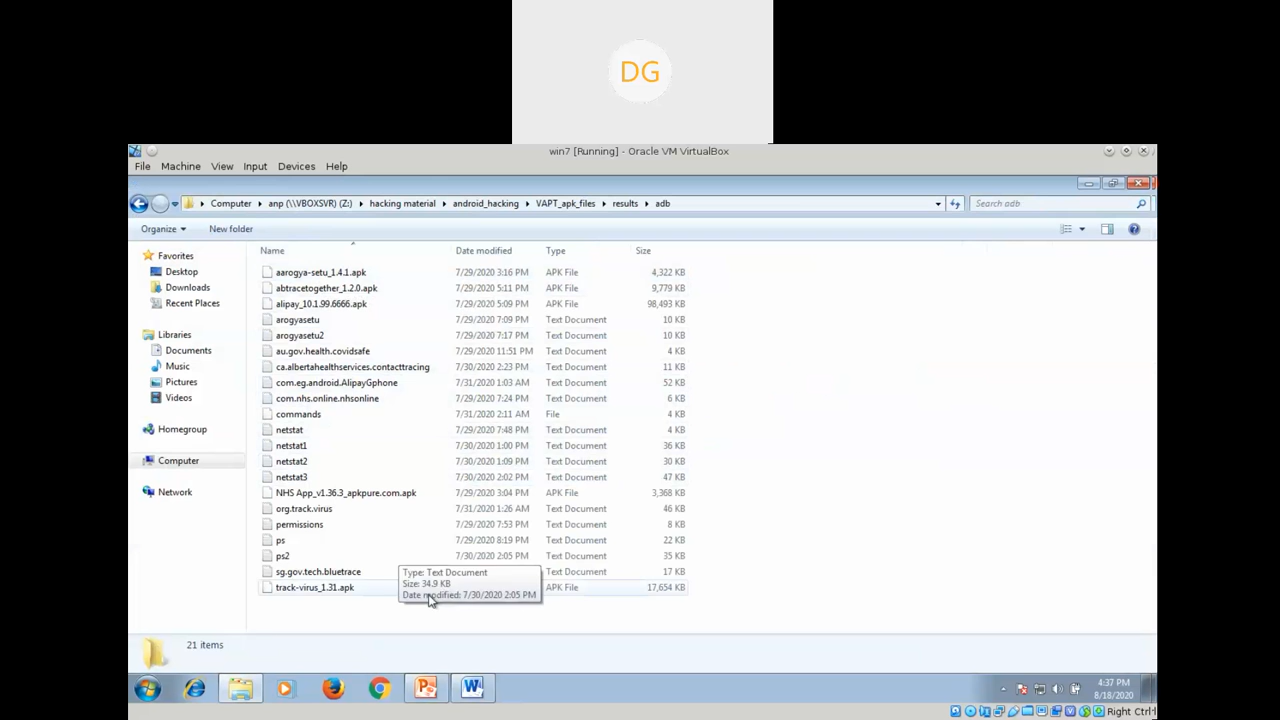 DG
win7 [Running] - Oracle VM VirtualBox
File Machine View Input Devices Help
Computer anp (\\VBOXSVR) (Z:) hacking material android_hacking VAPT_apk_files results adb Search adb
Organize New folder
Name Date modified Type Size
Favorites
Desktop
Downloads
Recent Places
Libraries
Documents
Music
Pictures
Videos
Homegroup
Computer
Network
aarogya-setu_1.4.1.apk 7/29/2020 3:16 PM APK File 4,322 KB
abtracetogether_1.2.0.apk 7/29/2020 5:11 PM APK File 9,779 KB
alipay_10.1.99.6666.apk 7/29/2020 5:09 PM APK File 98,493 KB
arogyasetu 7/29/2020 7:09 PM Text Document 10 KB
arogyasetu2 7/29/2020 7:17 PM Text Document 10 KB
au.gov.health.covidsafe 7/29/2020 11:51 PM Text Document 4 KB
ca.albertahealthservices.contacttracing 7/30/2020 2:23 PM Text Document 11 KB
com.eg.android.AlipayGphone 7/31/2020 1:03 AM Text Document 52 KB
com.nhs.online.nhsonline 7/29/2020 7:24 PM Text Document 6 KB
commands 7/31/2020 2:11 AM File 4 KB
netstat 7/29/2020 7:48 PM Text Document 4 KB
netstat1 7/30/2020 1:00 PM Text Document 36 KB
netstat2 7/30/2020 1:09 PM Text Document 30 KB
netstat3 7/30/2020 2:02 PM Text Document 47 KB
NHS App_v1.36.3_apkpure.com.apk 7/29/2020 3:04 PM APK File 3,368 KB
org.track.virus 7/31/2020 1:26 AM Text Document 46 KB
permissions 7/29/2020 7:53 PM Text Document 8 KB
ps 7/29/2020 8:19 PM Text Document 22 KB
ps2 7/30/2020 2:05 PM Text Document 35 KB
sg.gov.tech.bluetrace Text Document 17 KB
track-virus_1.31.apk APK File 17,654 KB
Type: Text Document
Size: 34.9 KB
Date modified: 7/30/2020 2:05 PM
21 items
4:37 PM
8/18/2020
Right Ctrl